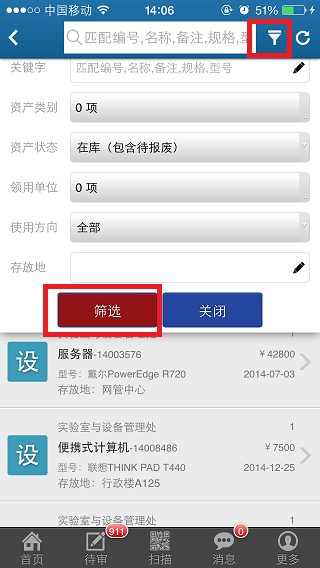 中国移动 14:06 51%
匹配编号,名称,备注,规格,型
关键字 匹配编号,名称,备注,规格,型号
资产类别 0 项
资产状态 在库（包含待报废）
领用单位 0 项
使用方向 全部
存放地
筛选 关闭
1
设 服务器-14003576 ￥42800
型号：戴尔PowerEdge R720 2014-07-03
存放地：网管中心
实验室与设备管理处 1
设 便携式计算机-14008486 ￥7500
型号：联想THINK PAD T440 2014-12-25
存放地：行政楼A125
实验室与设备管理处 1
911 0
首页 待审 扫描 消息 更多